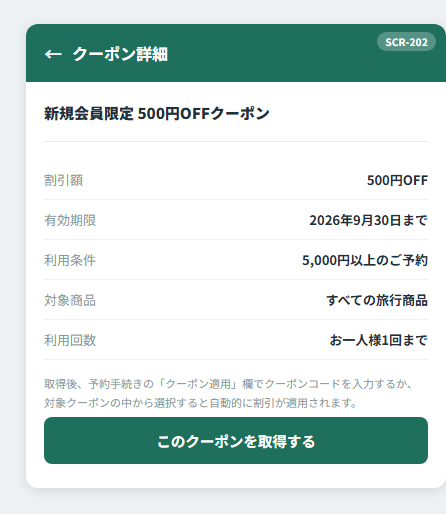 ← クーポン詳細
SCR-202
新規会員限定 500円OFFクーポン
割引額 500円OFF
有効期限 2026年9月30日まで
利用条件 5,000円以上のご予約
対象商品 すべての旅行商品
利用回数 お一人様1回まで
取得後、予約手続きの「クーポン適用」欄でクーポンコードを入力するか、
対象クーポンの中から選択すると自動的に割引が適用されます。
このクーポンを取得する